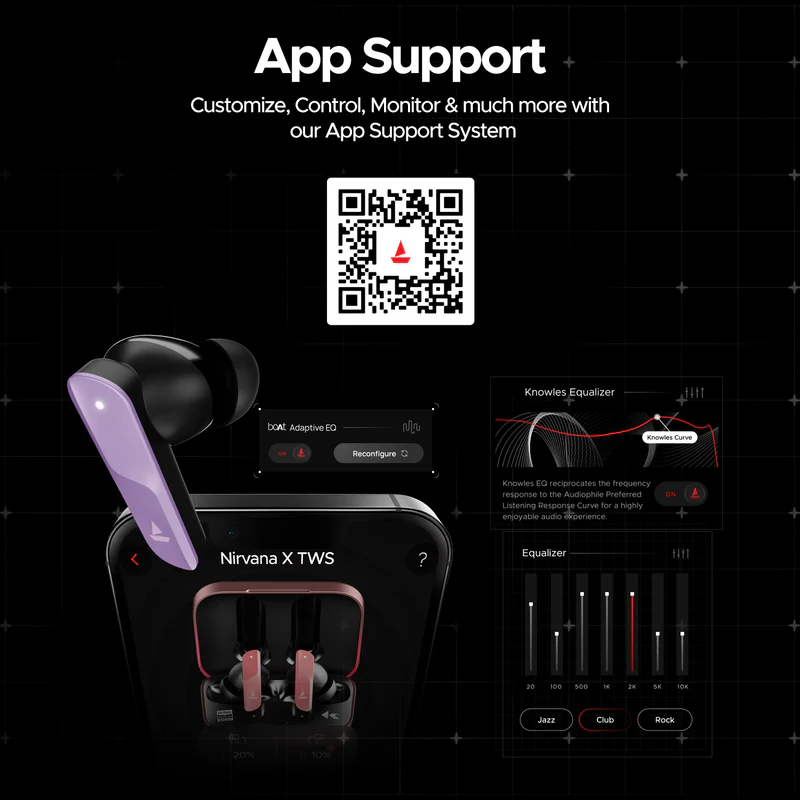 App Support
Customize, Control, Monitor & much more with
our App Support System
boAt Adaptive EQ
ON
Reconfigure
Knowles Equalizer
Knowles Curve
Knowles EQ reciprocates the frequency
response to the Audiophile Preferred
Listening Response Curve for a highly
enjoyable audio experience.
ON
Nirvana X TWS
?
20%
10%
Equalizer
20 100 500 1K 2K 5K 10K
Jazz Club Rock